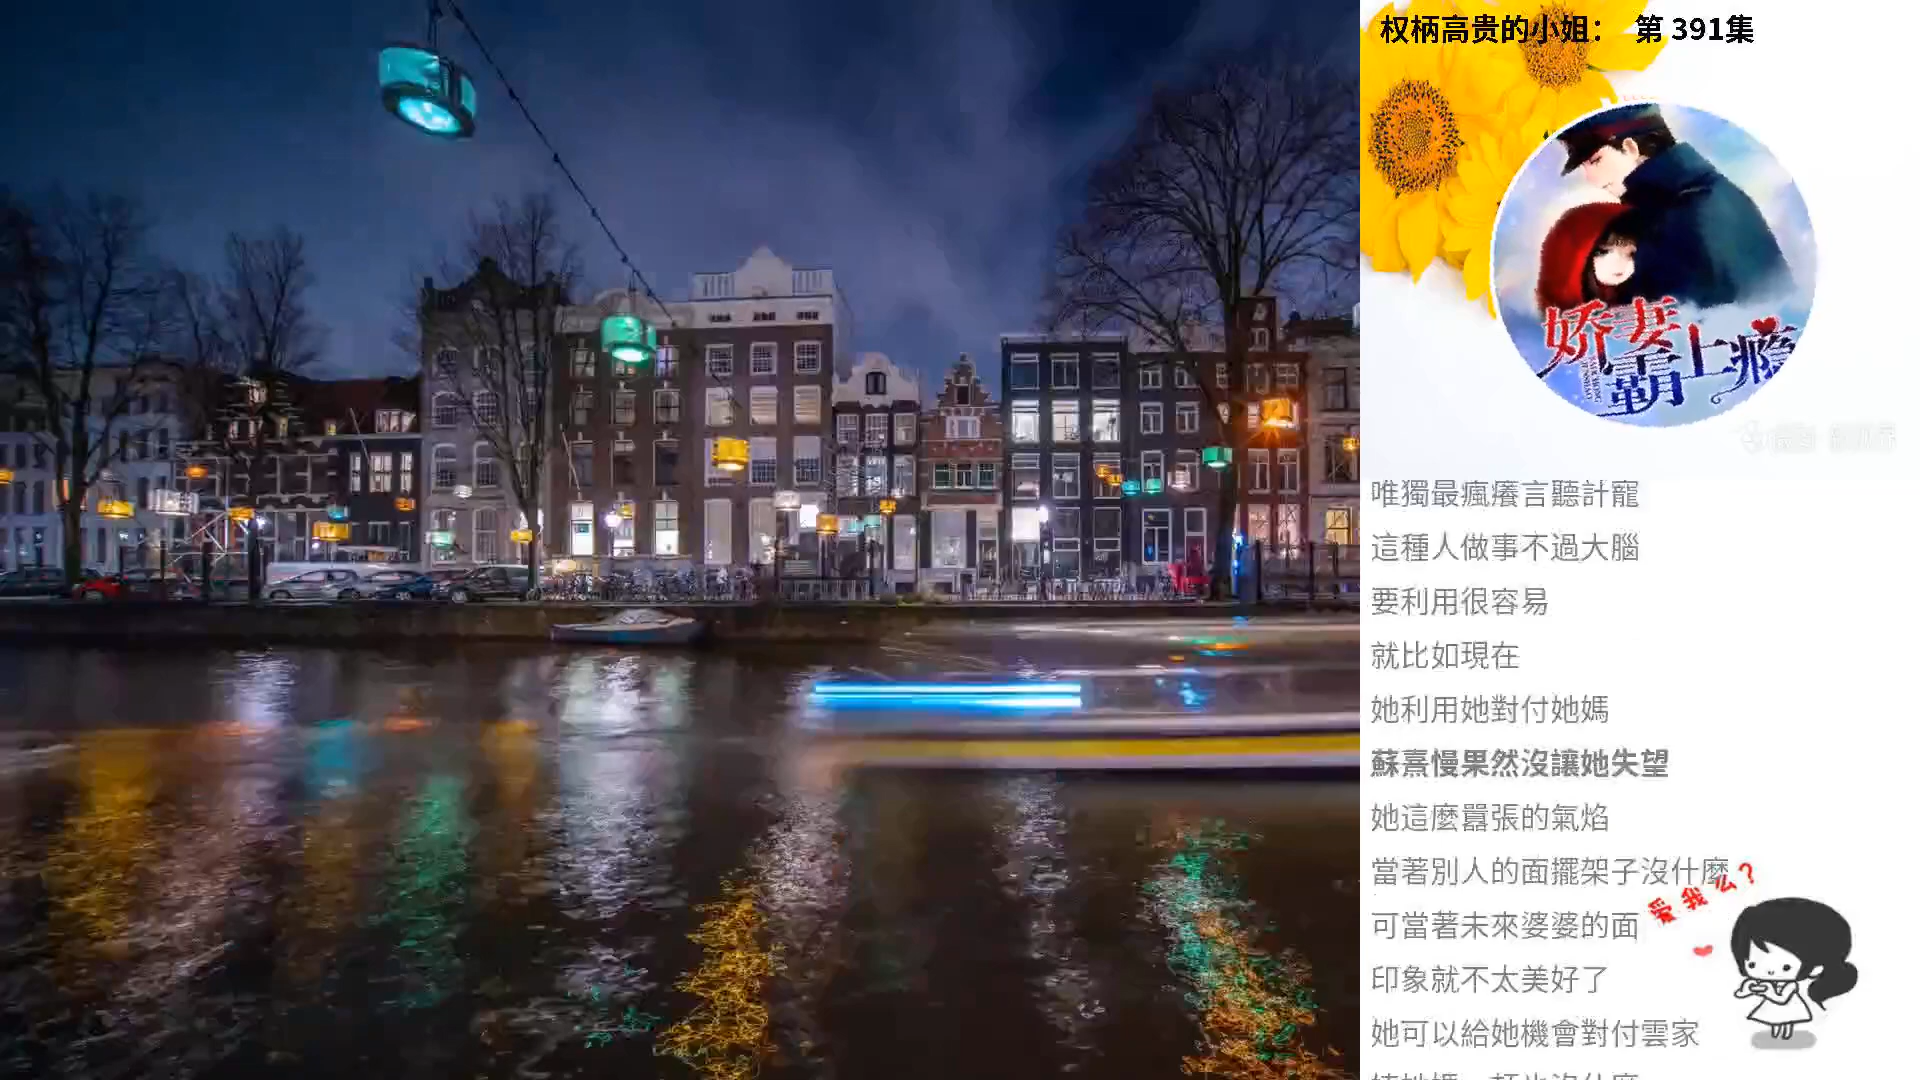 权柄高贵的小姐： 第 391集
娇妻
霸上瘾
唯獨最瘋癢言聽計寵
這種人做事不過大腦
要利用很容易
就比如現在
她利用她對付她媽
蘇熹慢果然沒讓她失望
她這麼囂張的氣焰
當著別人的面擺架子沒什麼
爱我么？
可當著未來婆婆的面
印象就不太美好了
她可以給她機會對付雲家